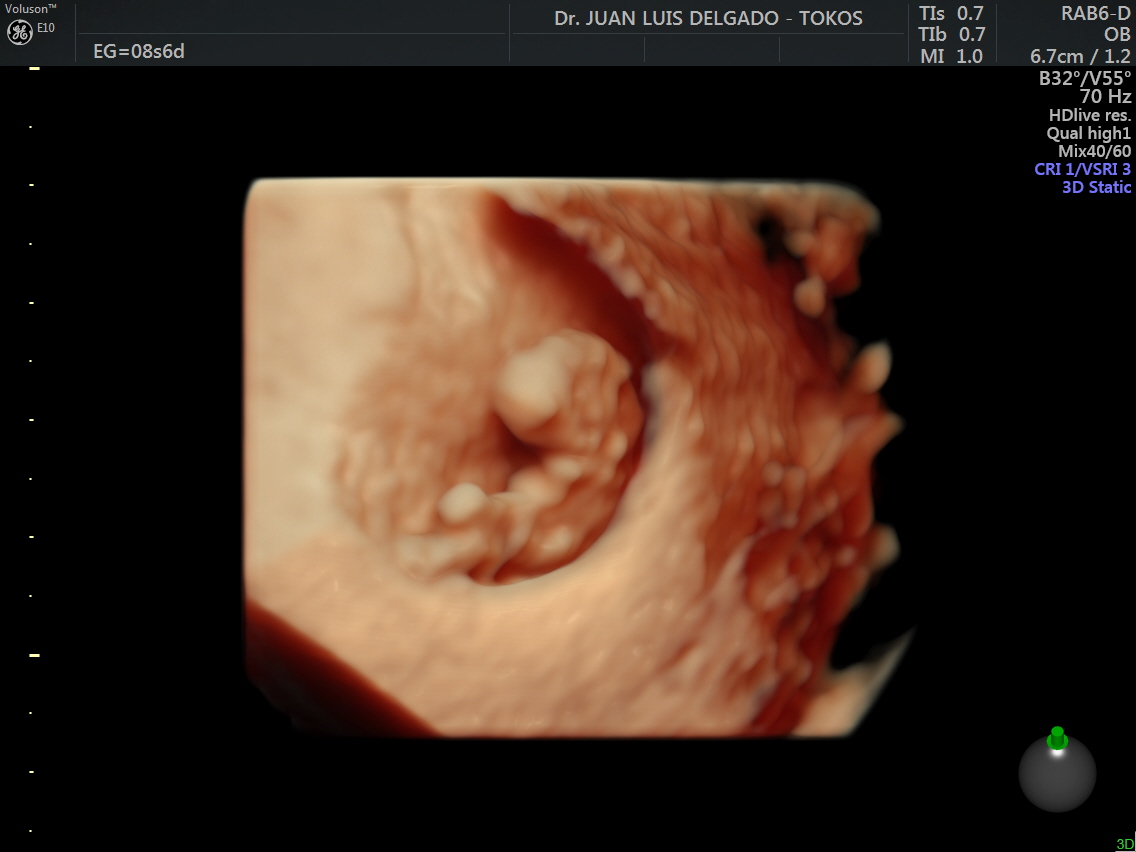 Voluson™
E10
Dr. JUAN LUIS DELGADO - TOKOS
EG=08s6d
TIs 0.7
TIb 0.7
MI 1.0
RAB6-D
OB
6.7cm / 1.2
B32°/V55°
70 Hz
HDlive res.
Qual high1
Mix40/60
CRI 1/VSRI 3
3D Static
3D